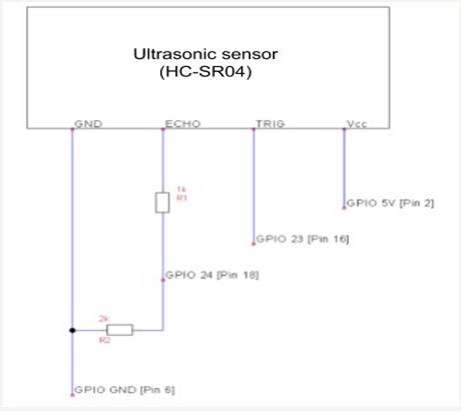 Ultrasonic sensor
(HC-SR04)
GND ECHO TRIG Vcc
1k
R1
GPIO 5V [Pin 2]
GPIO 23 [Pin 16]
GPIO 24 [Pin 18]
2k
R2
GPIO GND [Pin 6]